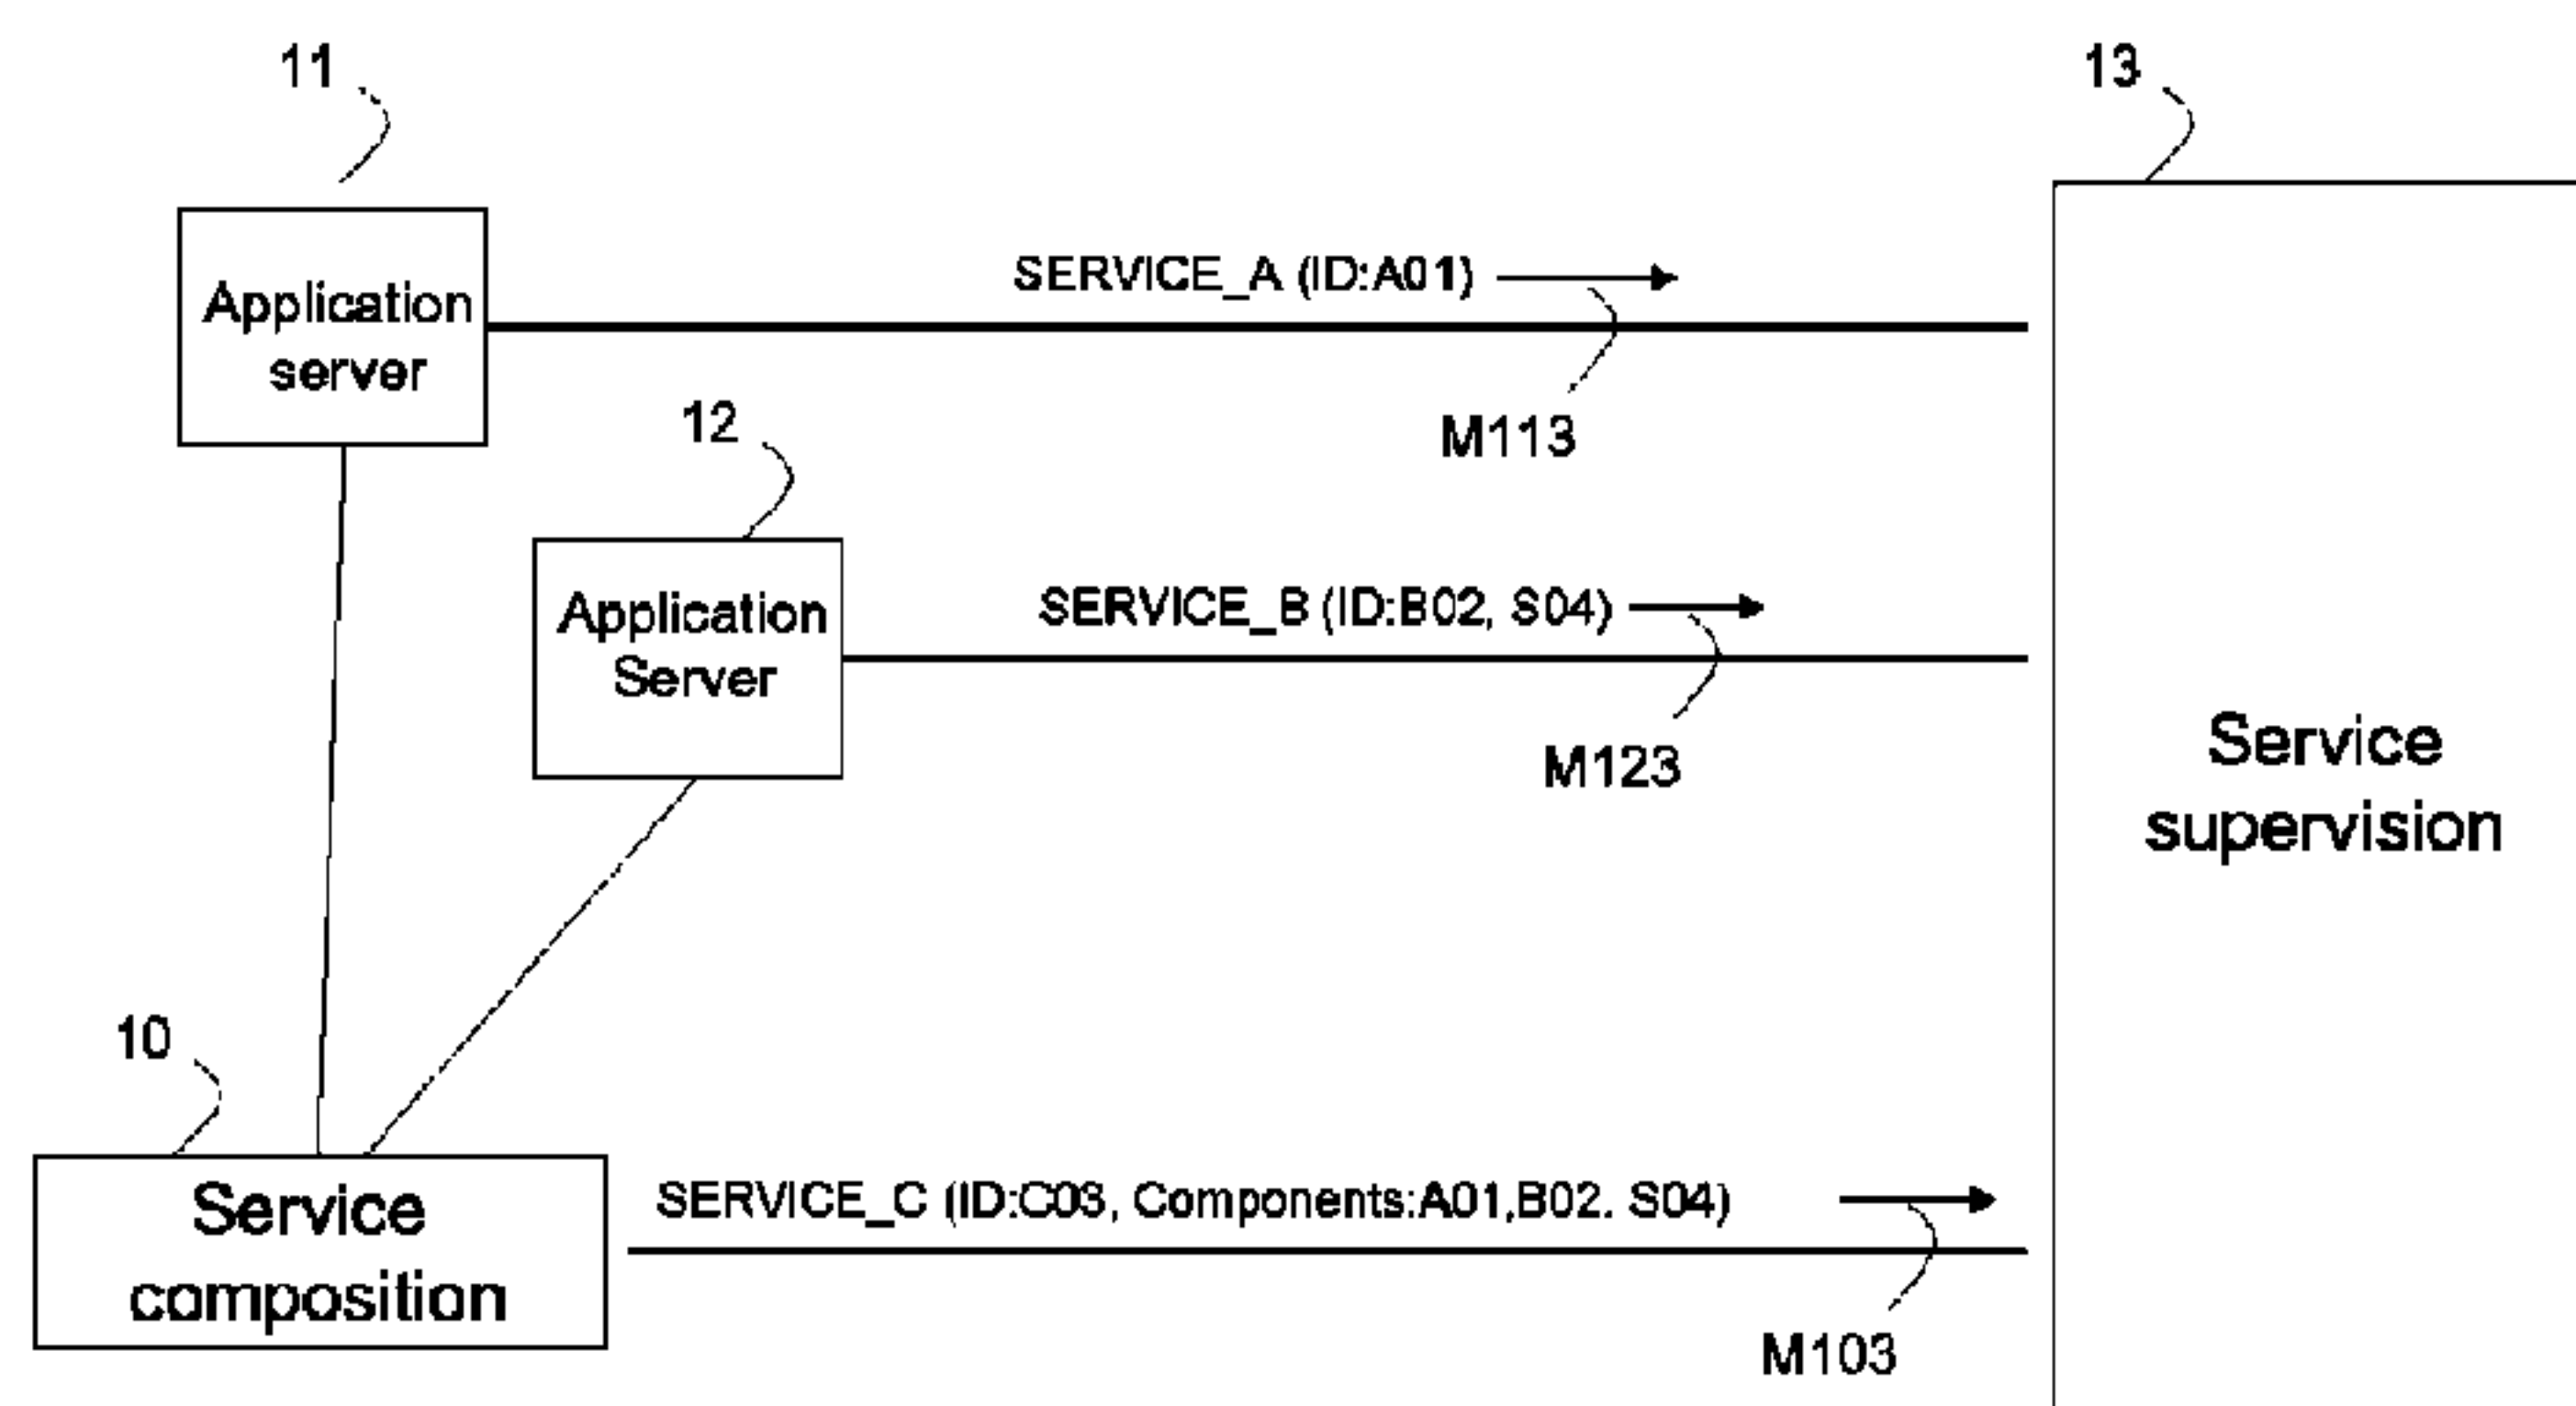 11
13
SERVICE_A (ID:A01)
Application
server
M113
12
SERVICE_B (ID:B02, S04)
Application
Server
M123
Service
supervision
10
SERVICE_C (ID:C03, Components:A01,B02. S04)
Service
composition
M103